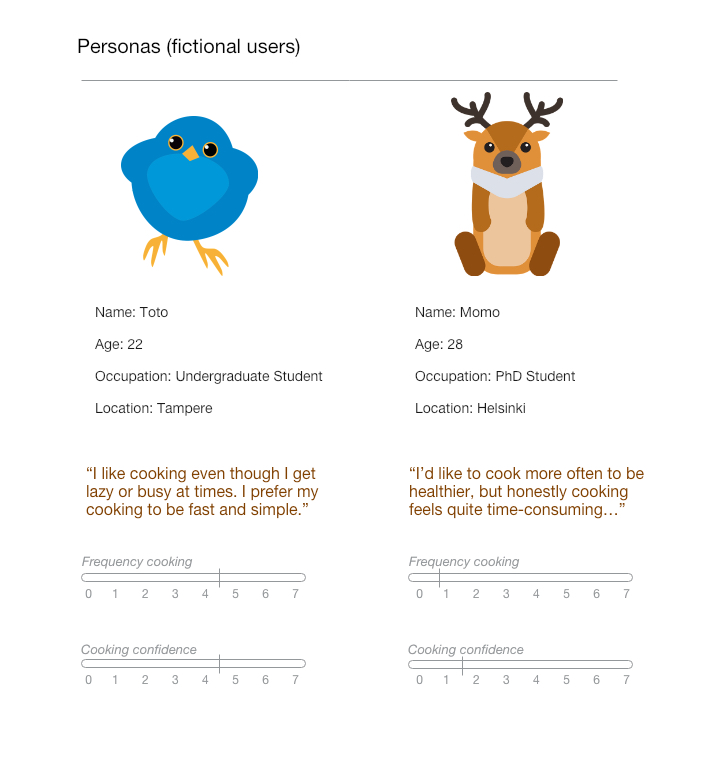 Personas (fictional users)
Name: Toto
Age: 22
Occupation: Undergraduate Student
Location: Tampere
“I like cooking even though I get
lazy or busy at times. I prefer my
cooking to be fast and simple.”
Frequency cooking
0 1 2 3 4 5 6 7
Cooking confidence
0 1 2 3 4 5 6 7
Name: Momo
Age: 28
Occupation: PhD Student
Location: Helsinki
“I’d like to cook more often to be
healthier, but honestly cooking
feels quite time-consuming…”
Frequency cooking
0 1 2 3 4 5 6 7
Cooking confidence
0 1 2 3 4 5 6 7